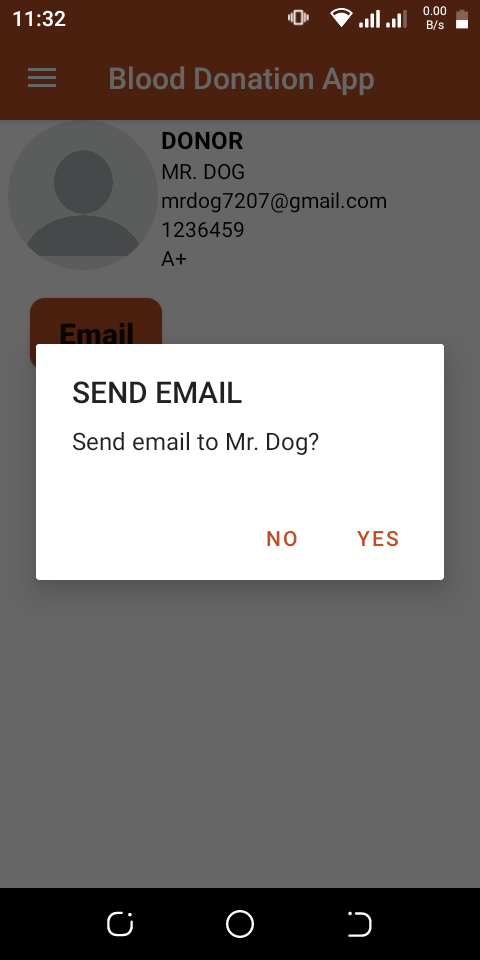 11:32
0.00
B/s
Blood Donation App
DONOR
MR. DOG
mrdog7207@gmail.com
1236459
A+
Email
SEND EMAIL
Send email to Mr. Dog?
NO YES